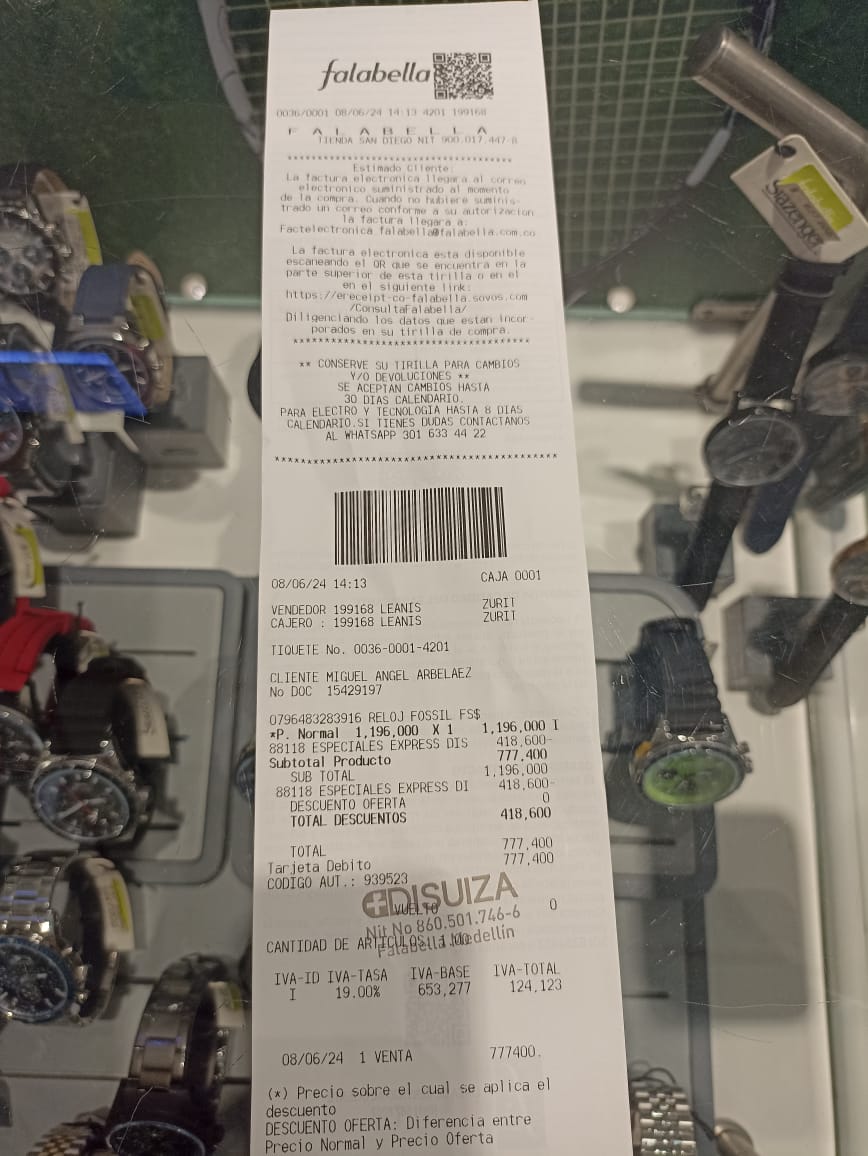 falabella
0036/0001 08/06/24 14:13 4201 199168
F A L A B E L L A
TIENDA SAN DIEGO NIT 900.017.447-8
****************************************
Estimado Cliente:
La factura electronica llegara al correo
electronico suministrado al momento
de la compra. Cuando no hubiere suminis-
trado un correo conforme a su autorizacion
la factura llegara a:
Factelectronica.falabella@falabella.com.co
La factura electronica esta disponible
escaneando el QR que se encuentra en la
parte superior de esta tirilla o en el
en el siguiente link:
https://ereceipt-co-falabella.sovos.com
/ConsultaFalabella/
Diligenciando los datos que estan incor-
porados en su tirilla de compra.
****************************************
** CONSERVE SU TIRILLA PARA CAMBIOS
Y/O DEVOLUCIONES **
SE ACEPTAN CAMBIOS HASTA
30 DIAS CALENDARIO.
PARA ELECTRO Y TECNOLOGIA HASTA 8 DIAS
CALENDARIO.SI TIENES DUDAS CONTACTANOS
AL WHATSAPP 301 633 44 22
****************************************
08/06/24 14:13 CAJA 0001
VENDEDOR 199168 LEANIS ZURIT
CAJERO : 199168 LEANIS ZURIT
TIQUETE No. 0036-0001-4201
CLIENTE MIGUEL ANGEL ARBELAEZ
No DOC 15429197
0796483283916 RELOJ FOSSIL FS$
*P. Normal 1,196,000 X 1 1,196,000 I
88118 ESPECIALES EXPRESS DIS 418,600-
Subtotal Producto 777,400
SUB TOTAL 1,196,000
88118 ESPECIALES EXPRESS DI 418,600-
DESCUENTO OFERTA 0
TOTAL DESCUENTOS 418,600
TOTAL 777,400
Tarjeta Debito 777,400
CODIGO AUT.: 939523
DISUIZA
VUELTO 0
Nit No 860.501.746-6
CANTIDAD DE ARTICULOS: 1.00
Falabella Medellin
IVA-ID IVA-TASA IVA-BASE IVA-TOTAL
I 19.00% 653,277 124,123
08/06/24 1 VENTA 777400.
(*) Precio sobre el cual se aplica el
descuento
DESCUENTO OFERTA: Diferencia entre
Precio Normal y Precio Oferta
Slazenger